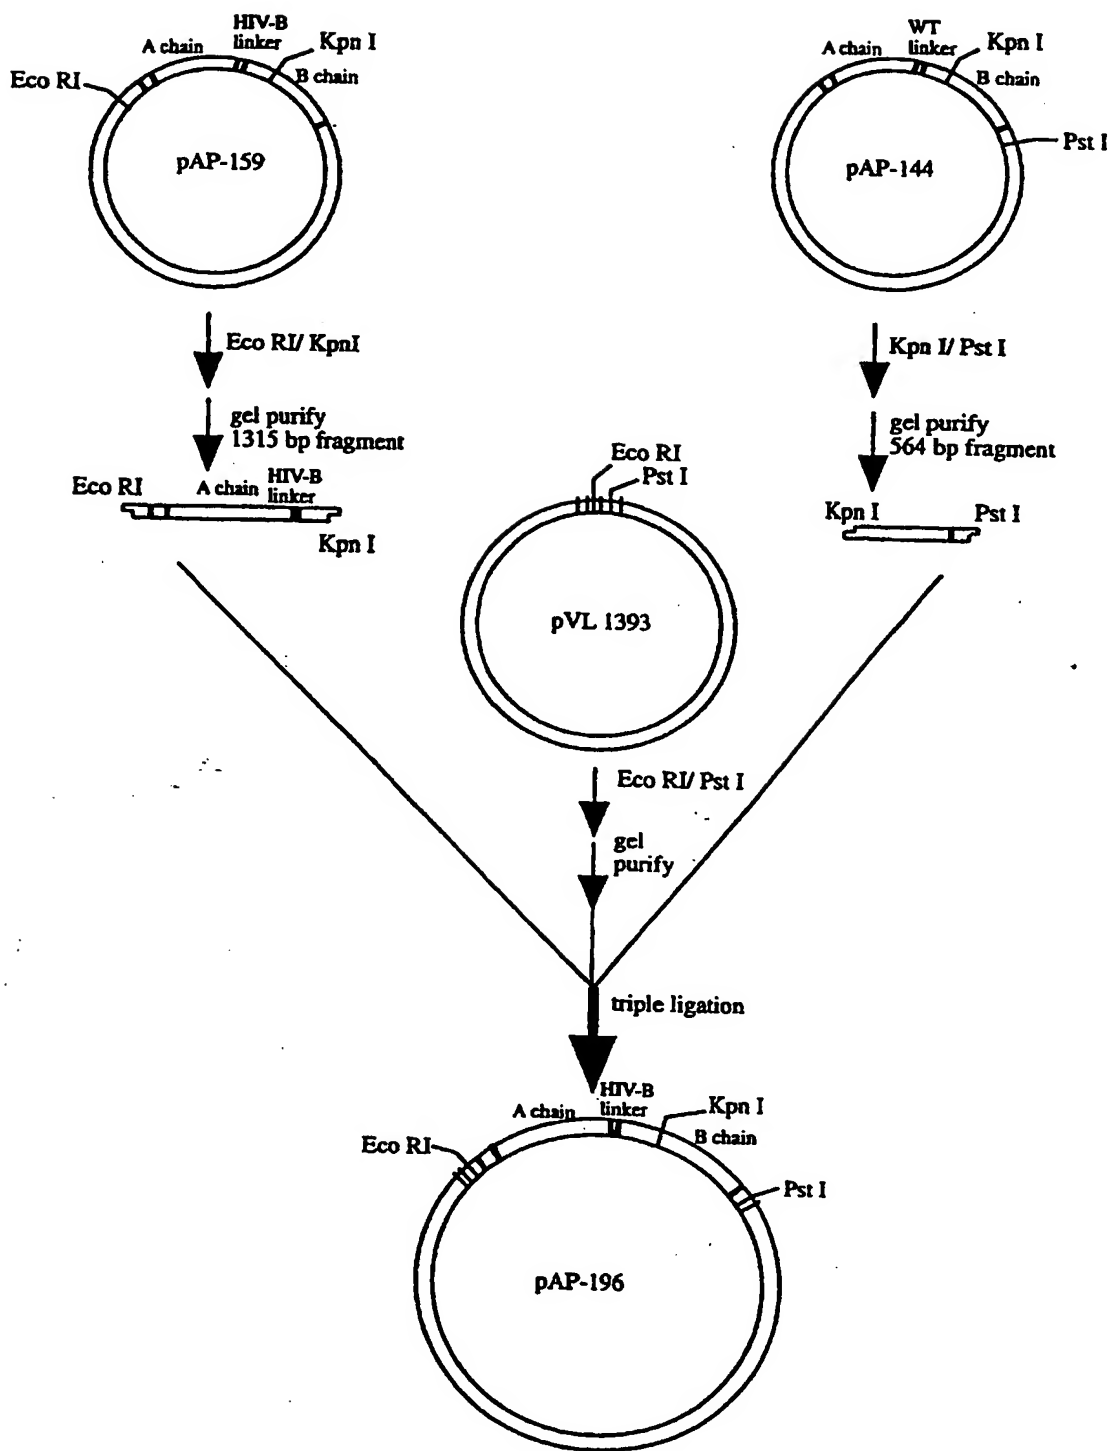 HIV-B
linker
A chain
Kpn I
B chain
Eco RI
pAP-159
WT
linker
A chain
Kpn I
B chain
Pst I
pAP-144
Eco RI/ KpnI
gel purify
1315 bp fragment
Kpn I/ Pst I
gel purify
564 bp fragment
Eco RI
A chain
HIV-B
linker
Kpn I
Eco RI
Pst I
Kpn I
Pst I
pVL 1393
Eco RI/ Pst I
gel
purify
triple ligation
HIV-B
linker
A chain
Kpn I
B chain
Eco RI
Pst I
pAP-196